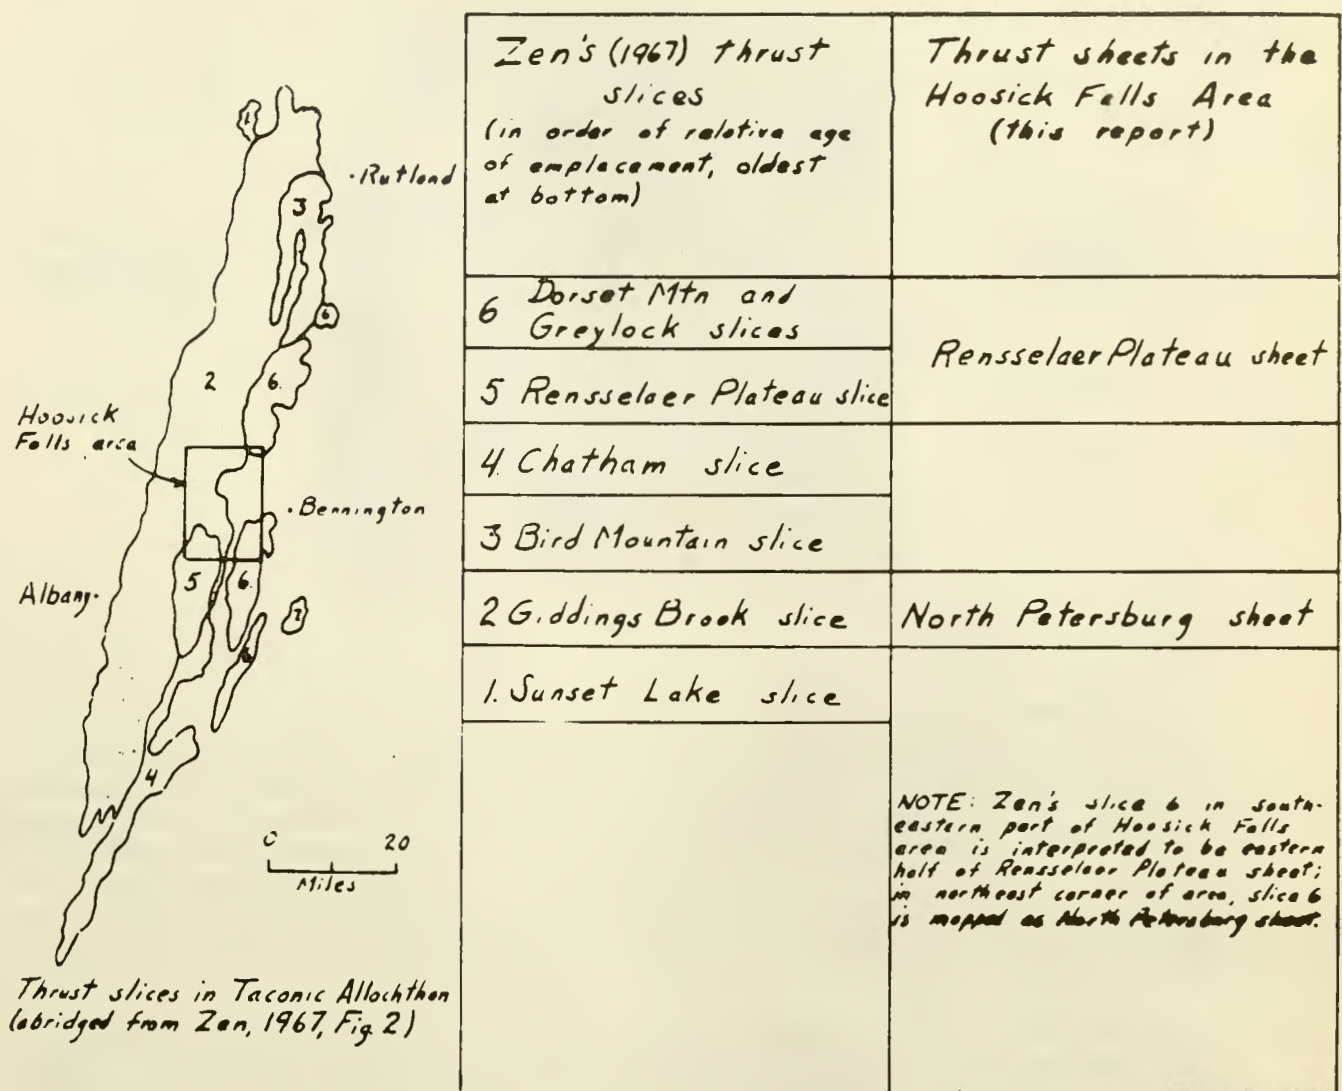 Zen's (1967) thrust
slices
(in order of relative age
of emplacement, oldest
at bottom)
Thrust sheets in the
Hoosick Falls Area
(this report)
6 Dorset Mtn and
Greylock slices
5 Rensselaer Plateau slice
Rensselaer Plateau sheet
4. Chatham slice
3 Bird Mountain slice
2 Giddings Brook slice
North Petersburg sheet
1. Sunset Lake slice
NOTE: Zen's slice 6 in south-
eastern part of Hoosick Falls
area is interpreted to be eastern
half of Rensselaer Plateau sheet;
in northeast corner of area, slice 6
is mapped as North Petersburg sheet.
1
Rutland
3
6
2
6.
Hoosick
Falls area
Bennington
Albany
5
6.
4
0 20
Miles
Thrust slices in Taconic Allochthon
(abridged from Zen, 1967, Fig. 2)